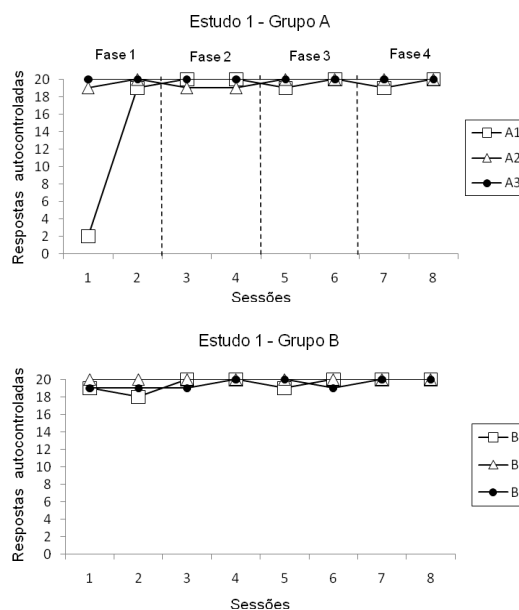 Estudo 1 - Grupo A
Fase 1 Fase 2 Fase 3 Fase 4
Respostas autocontroladas
20
18
16
14
12
10
8
6
4
2
0
1 2 3 4 5 6 7 8
Sessões
A1
A2
A3
Estudo 1 - Grupo B
Respostas autocontroladas
20
18
16
14
12
10
8
6
4
2
0
1 2 3 4 5 6 7 8
Sessões
B
B
B